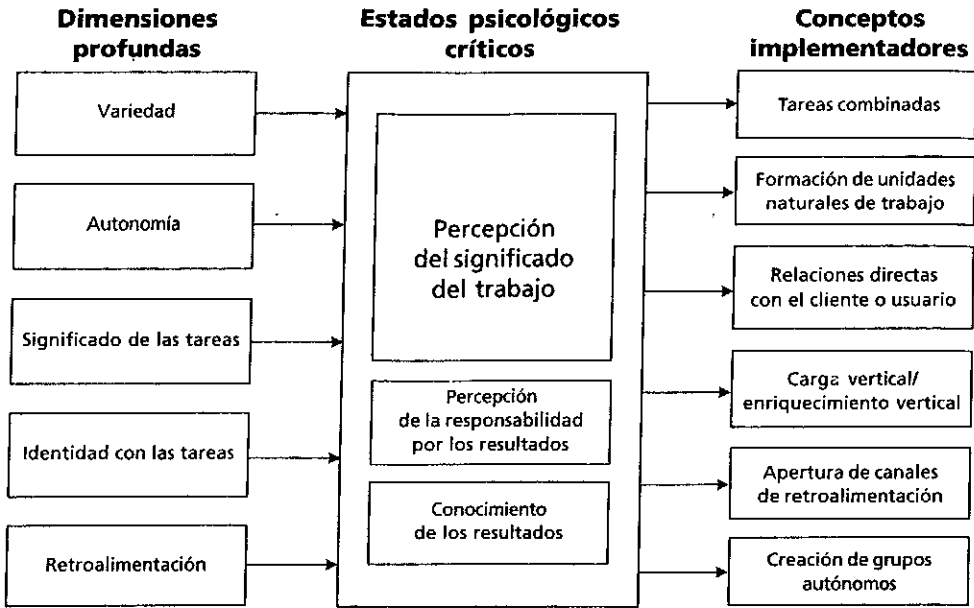 Dimensiones
profundas
Estados psicológicos
críticos
Conceptos
implementadores
Variedad
Autonomía
Significado de las tareas
Identidad con las tareas
Retroalimentación
Percepción
del significado
del trabajo
Percepción
de la responsabilidad
por los resultados
Conocimiento
de los resultados
Tareas combinadas
Formación de unidades
naturales de trabajo
Relaciones directas
con el cliente o usuario
Carga vertical/
enriquecimiento vertical
Apertura de canales
de retroalimentación
Creación de grupos
autónomos